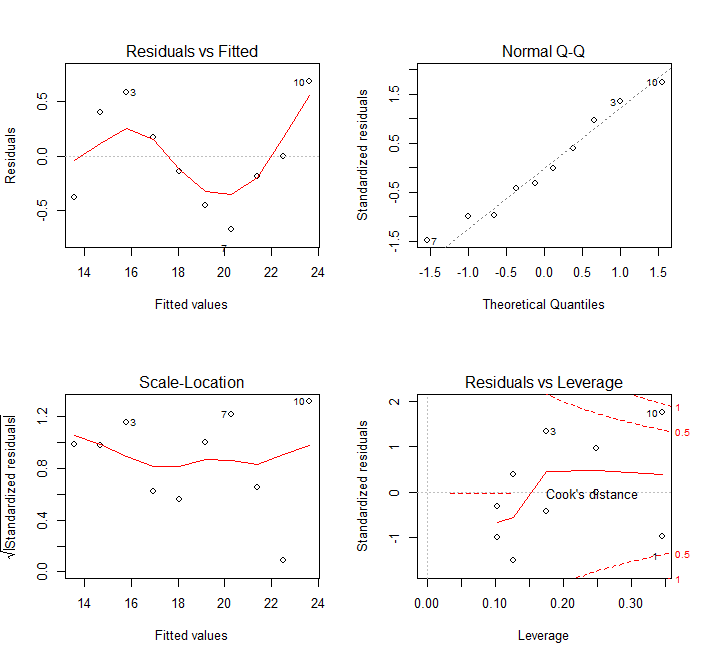 Residuals vs Fitted
Residuals
0.5
0.0
-0.5
10
3
7
14 16 18 20 22 24
Fitted values
Normal Q-Q
Standardized residuals
1.5
0.5
-0.5
-1.5
10
3
7
-1.5 -1.0 -0.5 0.0 0.5 1.0 1.5
Theoretical Quantiles
Scale-Location
√|Standardized residuals|
1.2
0.8
0.4
0.0
10
7
3
14 16 18 20 22 24
Fitted values
Residuals vs Leverage
Standardized residuals
2
1
0
-1
10
3
1
Cook's distance
1
0.5
0.5
1
0.00 0.10 0.20 0.30
Leverage